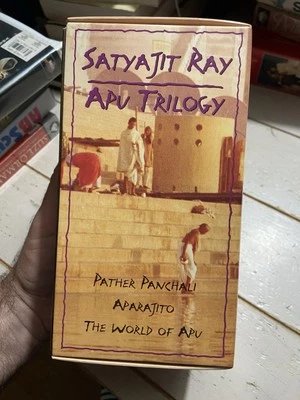 SATYAJIT RAY
APU TRILOGY
PATHER PANCHALI
APARAJITO
THE WORLD OF APU